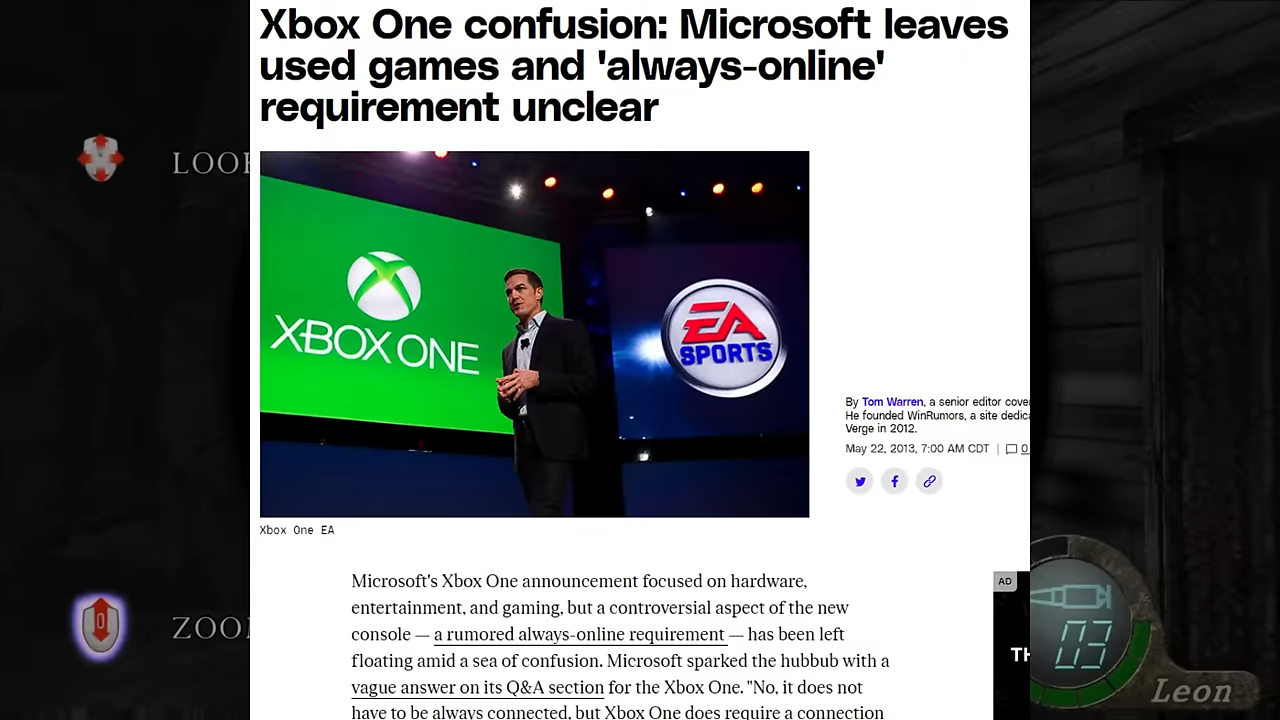 Xbox One confusion: Microsoft leaves
used games and 'always-online'
requirement unclear
LOOK
XBOX ONE
EA
SPORTS
By Tom Warren, a senior editor cover
He founded WinRumors, a site dedica
Verge in 2012.
May 22, 2013, 7:00 AM CDT | 0
Xbox One EA
Microsoft's Xbox One announcement focused on hardware,
entertainment, and gaming, but a controversial aspect of the new
console — a rumored always-online requirement — has been left
floating amid a sea of confusion. Microsoft sparked the hubbub with a
vague answer on its Q&A section for the Xbox One. "No, it does not
have to be always connected, but Xbox One does require a connection
ZOO
AD
TH
03
Leon